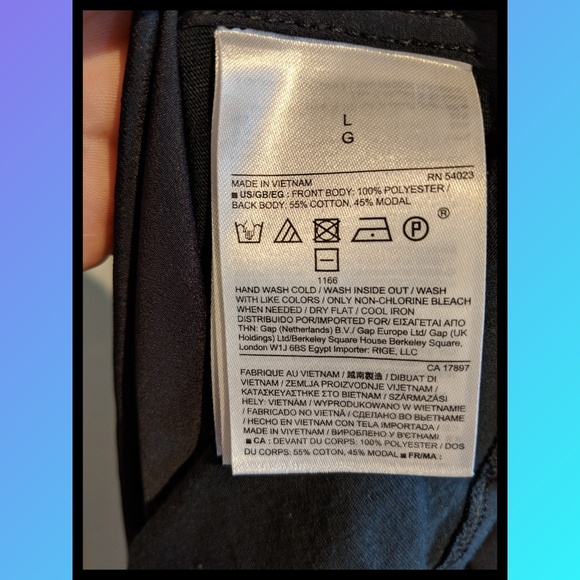 L
G
RN 54023
MADE IN VIETNAM
■ US/GB/EG : FRONT BODY: 100% POLYESTER /
BACK BODY: 55% COTTON, 45% MODAL
P ®
1166
HAND WASH COLD / WASH INSIDE OUT / WASH
WITH LIKE COLORS / ONLY NON-CHLORINE BLEACH
WHEN NEEDED / DRY FLAT / COOL IRON
DISTRIBUIDO POR/IMPORTED FOR/ ΕΙΣΑΓΕΤΑΙ ΑΠΟ
ΤΗΝ: Gap (Netherlands) B.V./ Gap Europe Ltd/ Gap (UK
Holdings) Ltd/Berkeley Square House Berkeley Square,
London W1J 6BS Egypt Importer: RIGE, LLC
CA 17897
FABRIQUE AU VIETNAM / 越南製造 / DIBUAT DI
VIETNAM / ZEMLJA PROIZVODNJE VIJETNAM /
ΚΑΤΑΣΚΕΥΑΣΤΗΚΕ ΣΤΟ ΒΙΕΤΝΑΜ / SZÁRMAZÁSI
HELY: VIETNÁM / WYPRODUKOWANO W WIETNAMIE
/ FABRICADO NO VIETNÃ / СДЕЛАНО ВО ВЬЕТНАМЕ
/ HECHO EN VIETNAM CON TELA IMPORTADA /
MADE IN VIYETNAM / ВИРОБЛЕНО У В'ЄТНАМІ
■ CA : DEVANT DU CORPS: 100% POLYESTER / DOS
DU CORPS: 55% COTON, 45% MODAL ■ FR/MA :